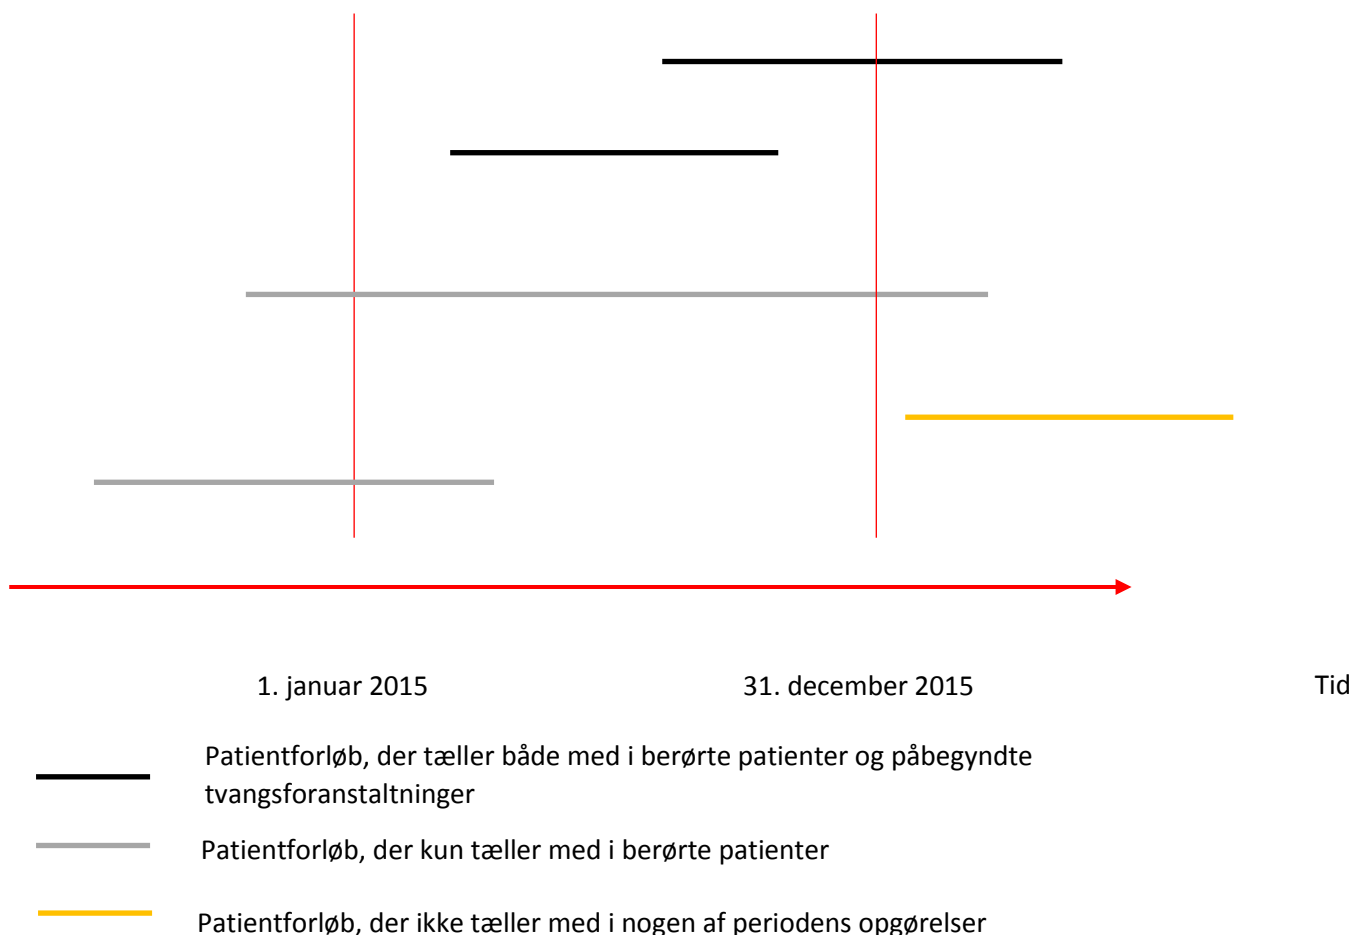 1. januar 2015
31. december 2015
Tid
Patientforløb, der tæller både med i berørte patienter og påbegyndte
tvangsforanstaltninger
Patientforløb, der kun tæller med i berørte patienter
Patientforløb, der ikke tæller med i nogen af periodens opgørelser